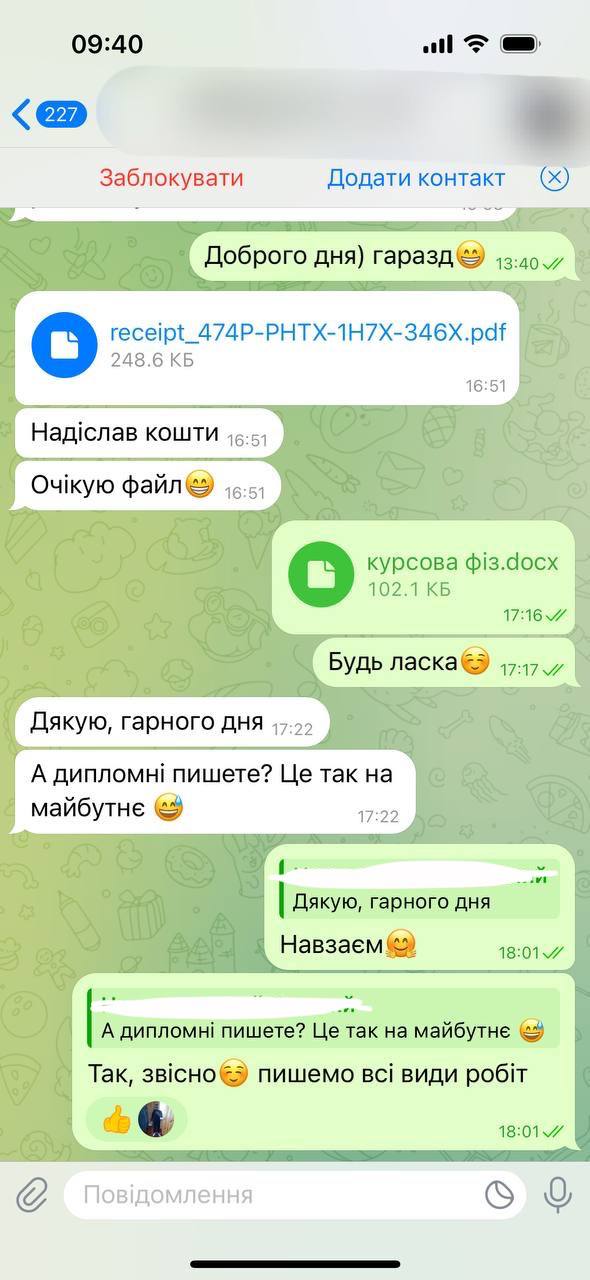 09:40
227
Заблокувати
Додати контакт
Доброго дня) гаразд😁 13:40
receipt_474P-PHTX-1H7X-346X.pdf
248.6 КБ
16:51
Надіслав кошти 16:51
Очікую файл😁 16:51
курсова фіз.docx
102.1 КБ
17:16
Будь ласка☺️ 17:17
Дякую, гарного дня 17:22
А дипломні пишете? Це так на
майбутнє 😅
17:22
Дякую, гарного дня
Навзаєм🤗 18:01
А дипломні пишете? Це так на майбутнє 😅
Так, звісно☺️ пишемо всі види робіт
👍
18:01
Повідомлення